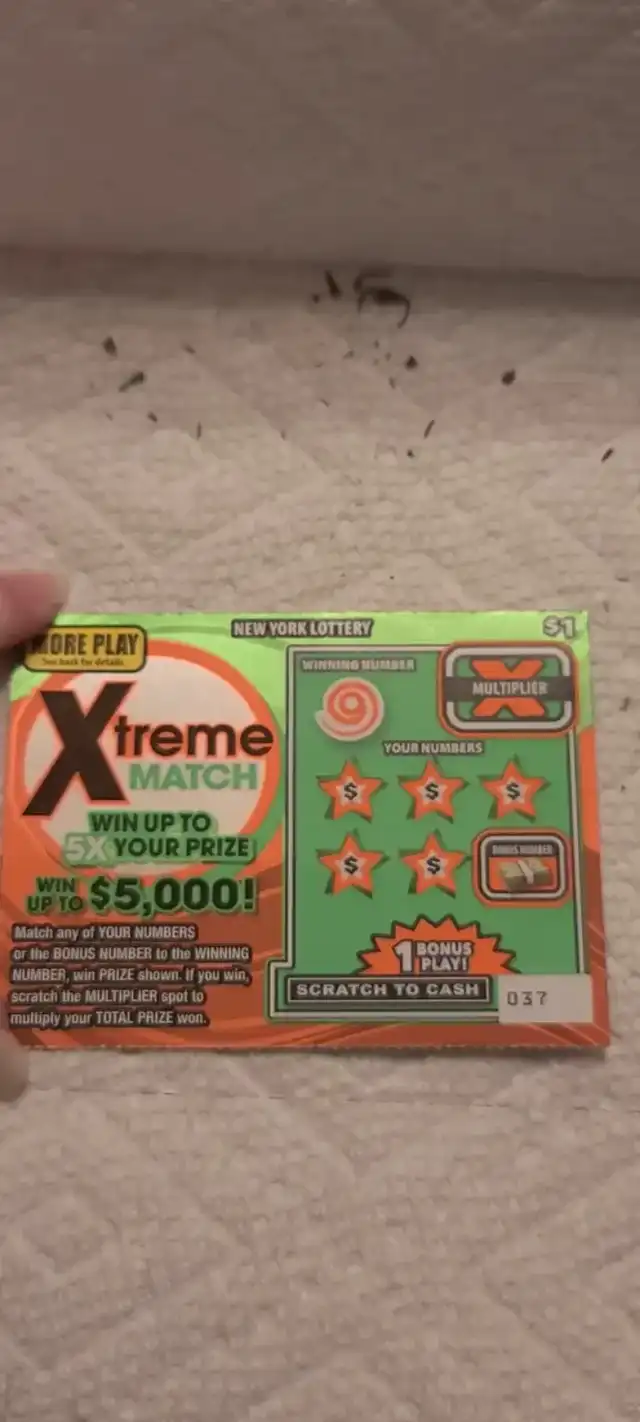 NEW YORK LOTTERY
$1
MORE PLAY
See back for details
Xtreme
MATCH
WIN UP TO
5X YOUR PRIZE
WIN
UP TO $5,000!
Match any of YOUR NUMBERS
or the BONUS NUMBER to the WINNING
NUMBER, win PRIZE shown. If you win,
scratch the MULTIPLIER spot to
multiply your TOTAL PRIZE won.
WINNING NUMBER
X
MULTIPLIER
YOUR NUMBERS
$ $ $
$ $
BONUS NUMBER
1 BONUS
PLAY!
SCRATCH TO CASH
037